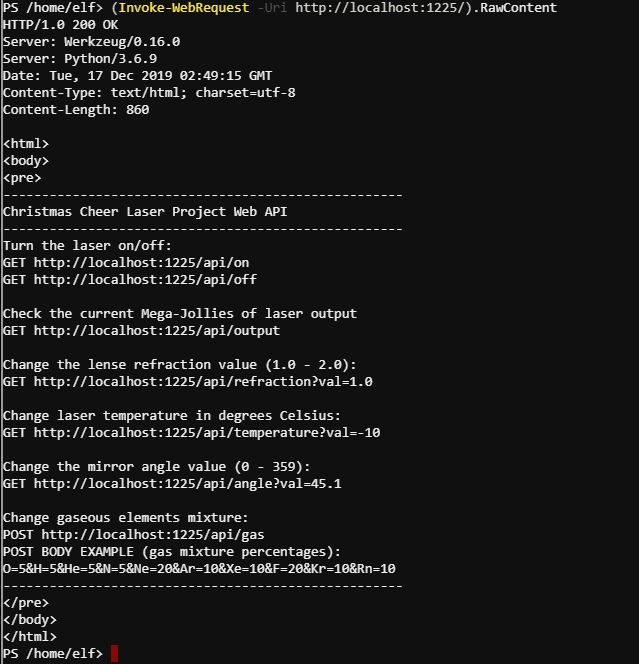 PS /home/elf> (Invoke-WebRequest -Uri http://localhost:1225/).RawContent
HTTP/1.0 200 OK
Server: Werkzeug/0.16.0
Server: Python/3.6.9
Date: Tue, 17 Dec 2019 02:49:15 GMT
Content-Type: text/html; charset=utf-8
Content-Length: 860

<html>
<body>
<pre>
----------------------------------------------------
Christmas Cheer Laser Project Web API
----------------------------------------------------
Turn the laser on/off:
GET http://localhost:1225/api/on
GET http://localhost:1225/api/off

Check the current Mega-Jollies of laser output
GET http://localhost:1225/api/output

Change the lense refraction value (1.0 - 2.0):
GET http://localhost:1225/api/refraction?val=1.0

Change laser temperature in degrees Celsius:
GET http://localhost:1225/api/temperature?val=-10

Change the mirror angle value (0 - 359):
GET http://localhost:1225/api/angle?val=45.1

Change gaseous elements mixture:
POST http://localhost:1225/api/gas
POST BODY EXAMPLE (gas mixture percentages):
O=5&H=5&He=5&N=5&Ne=20&Ar=10&Xe=10&F=20&Kr=10&Rn=10
----------------------------------------------------
</pre>
</body>
</html>
PS /home/elf>